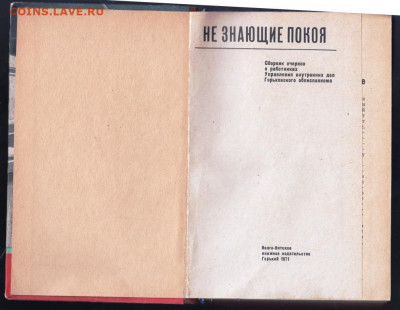 COINS.LAV.RU
НЕ ЗНАЮЩИЕ ПОКОЯ
Сборник очерков
о работниках
Управления внутренних дел
Горьковского облисполкома
В
Волго-Вятское
книжное издательство
Горький 1971